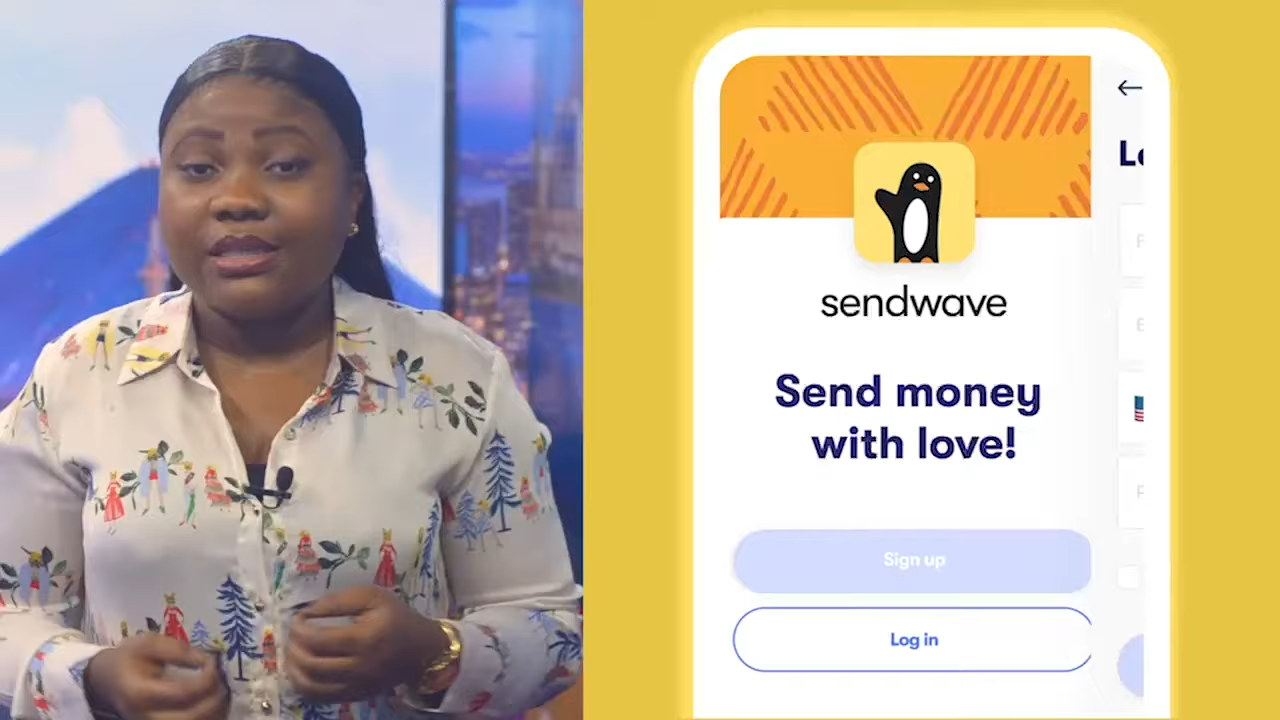 sendwave
Send money
with love!
Sign up
Log in